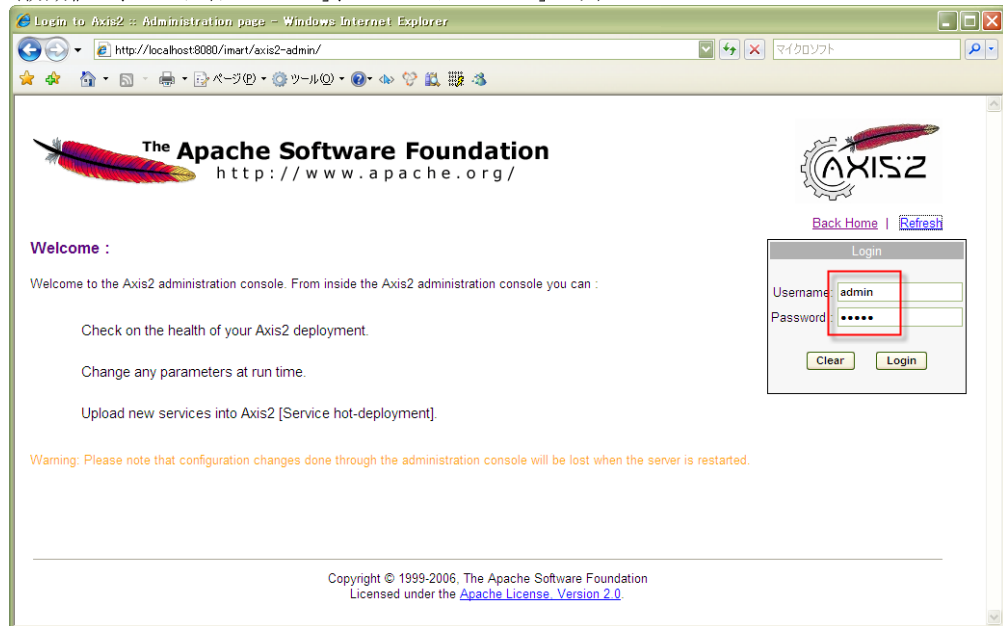 Login to Axis2 :: Administration page - Windows Internet Explorer
http://localhost:8080/imart/axis2-admin/
マイクロソフト
ページ(P)
ツール(O)
The Apache Software Foundation
http://www.apache.org/
AXIS2
Back Home | Refresh
Welcome :
Login
Welcome to the Axis2 administration console. From inside the Axis2 administration console you can :
Username: admin
Password : •••••
Check on the health of your Axis2 deployment.
Clear Login
Change any parameters at run time.
Upload new services into Axis2 [Service hot-deployment].
Warning: Please note that configuration changes done through the administration console will be lost when the server is restarted.
Copyright © 1999-2006, The Apache Software Foundation
Licensed under the Apache License, Version 2.0.